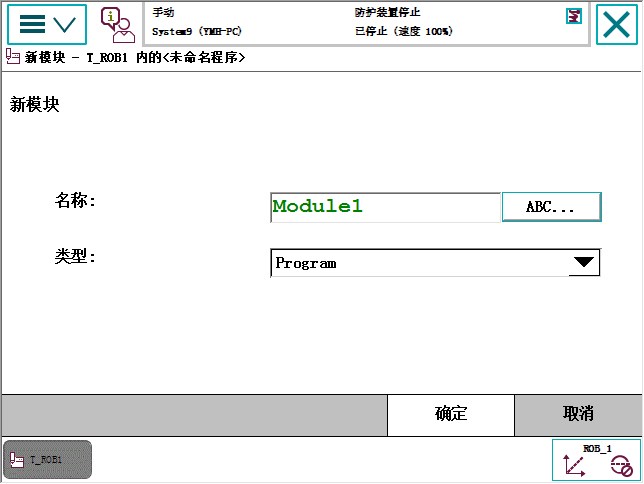 手动
防护装置停止
System9 (YMH-PC)
已停止 (速度 100%)
新模块 - T_ROB1 内的<未命名程序>
新模块
名称:
Module1
ABC...
类型:
Program
确定
取消
T_ROB1
ROB_1